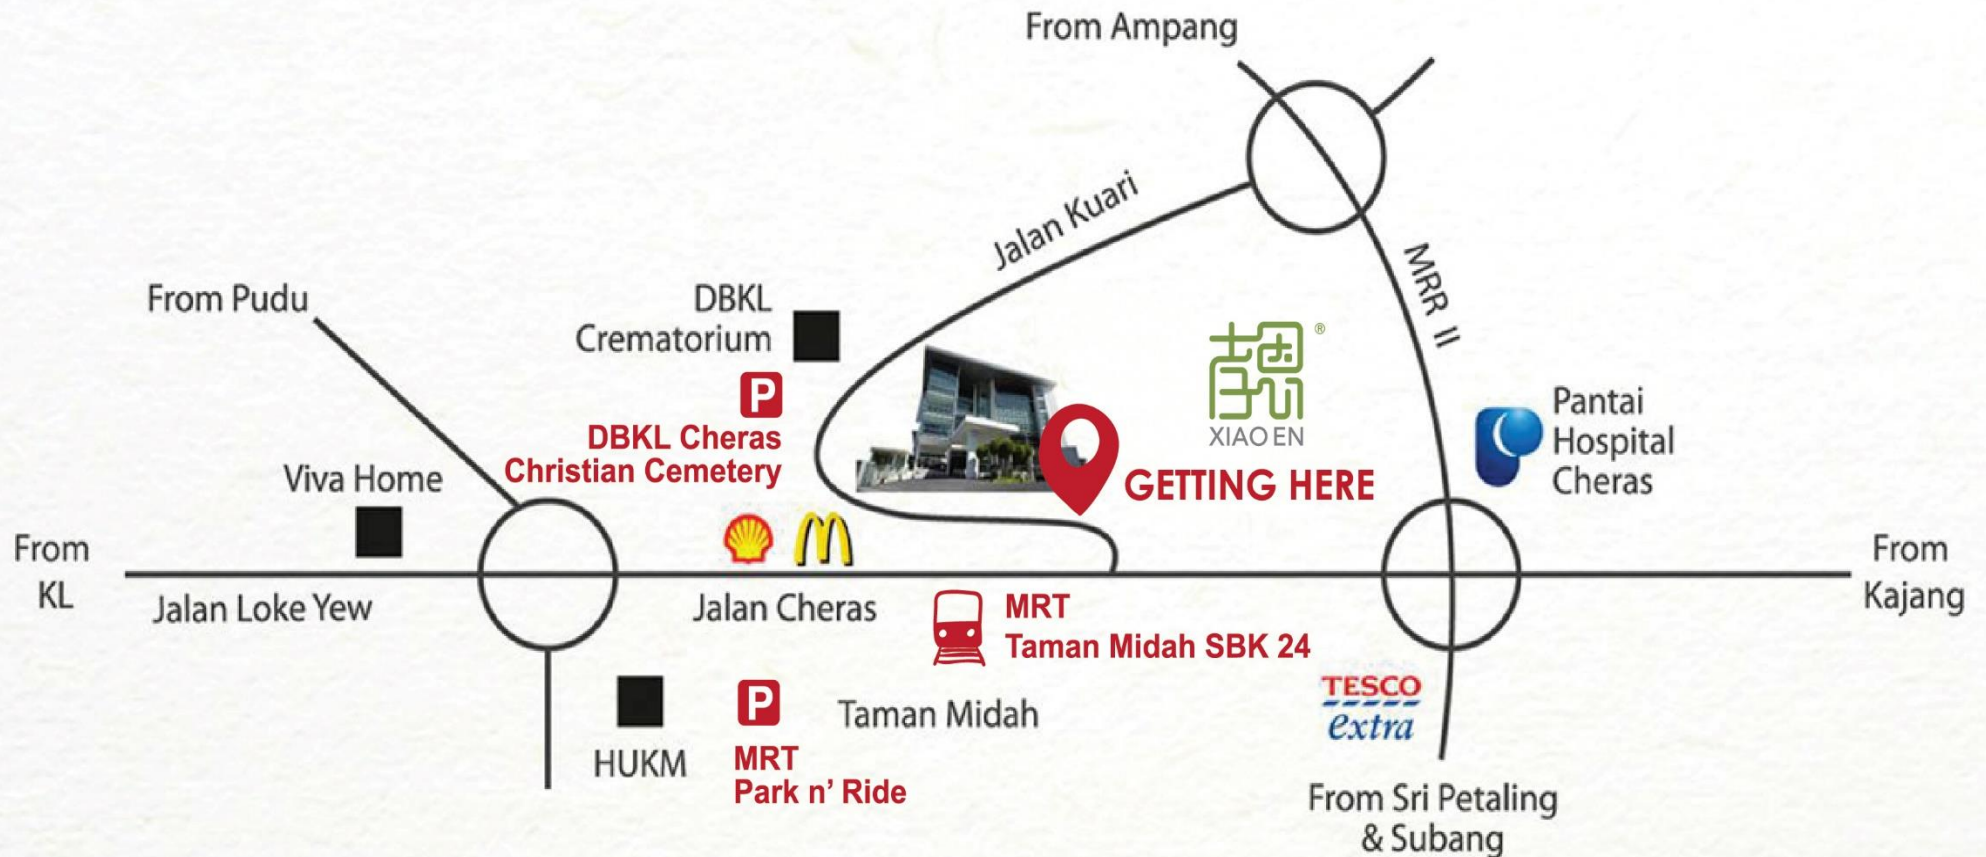 From Ampang
Jalan Kuari
MRR II
From Pudu
DBKL
Crematorium
P
DBKL Cheras
Christian Cemetery
®
XIAO EN
GETTING HERE
Pantai
Hospital
Cheras
Viva Home
From
KL
Jalan Loke Yew
Jalan Cheras
MRT
Taman Midah SBK 24
From
Kajang
HUKM
P
MRT
Park n' Ride
Taman Midah
TESCO
extra
From Sri Petaling
& Subang